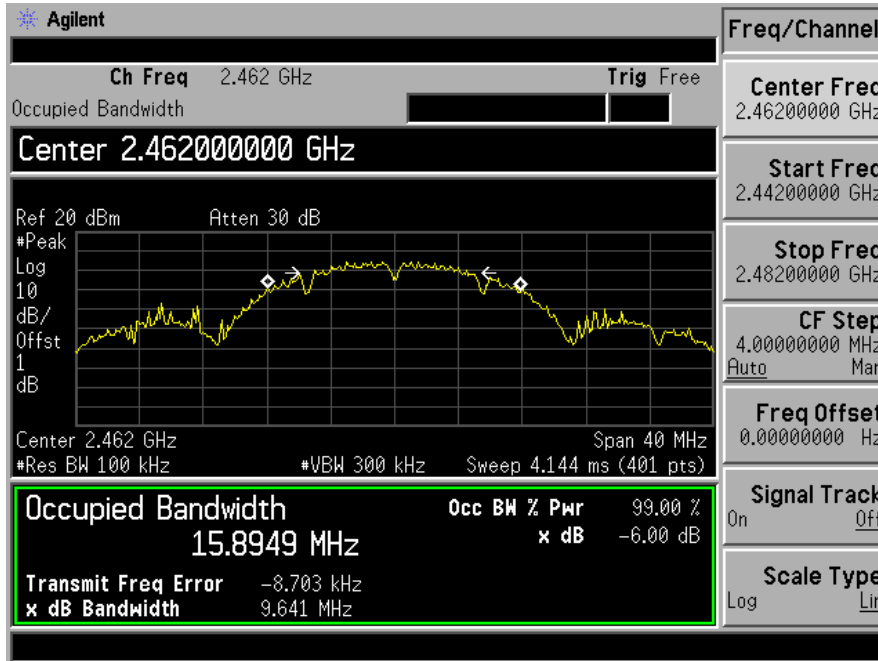 Agilent
Freq/Channel
Ch Freq 2.462 GHz Trig Free
Occupied Bandwidth
Center 2.462000000 GHz
Ref 20 dBm Atten 30 dB
#Peak
Log
10
dB/
Offst
1
dB
Center 2.462 GHz Span 40 MHz
#Res BW 100 kHz #VBW 300 kHz Sweep 4.144 ms (401 pts)
Occupied Bandwidth
15.8949 MHz
Occ BW % Pwr 99.00 %
x dB -6.00 dB
Transmit Freq Error -8.703 kHz
x dB Bandwidth 9.641 MHz
Center Freq
2.46200000 GHz
Start Freq
2.44200000 GHz
Stop Freq
2.48200000 GHz
CF Step
4.00000000 MHz
Auto Man
Freq Offset
0.00000000 Hz
Signal Track
On Off
Scale Type
Log Lin